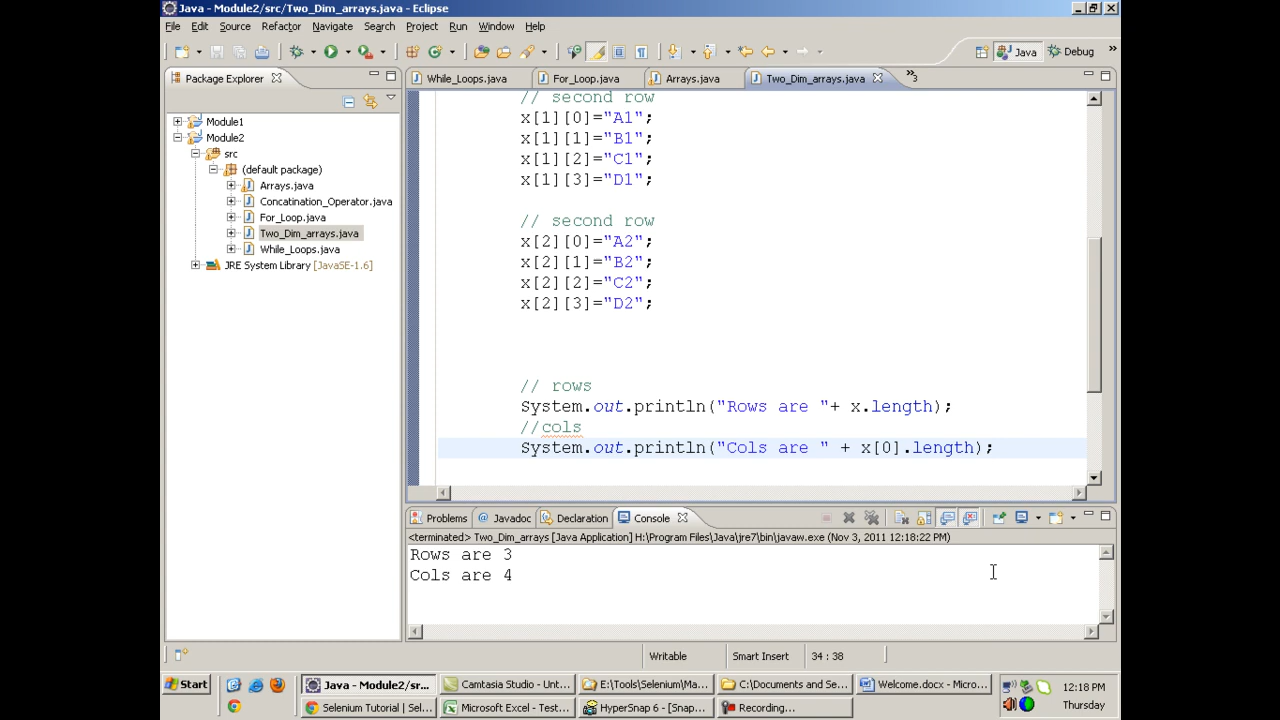 Java - Module2/src/Two_Dim_arrays.java - Eclipse
File Edit Source Refactor Navigate Search Project Run Window Help
Java Debug
Package Explorer
While_Loops.java For_Loop.java Arrays.java Two_Dim_arrays.java 3
Module1
Module2
src
(default package)
Arrays.java
Concatination_Operator.java
For_Loop.java
Two_Dim_arrays.java
While_Loops.java
JRE System Library [JavaSE-1.6]
// second row
x[1][0]="A1";
x[1][1]="B1";
x[1][2]="C1";
x[1][3]="D1";
// second row
x[2][0]="A2";
x[2][1]="B2";
x[2][2]="C2";
x[2][3]="D2";
// rows
System.out.println("Rows are "+ x.length);
//cols
System.out.println("Cols are " + x[0].length);
Problems Javadoc Declaration Console
<terminated> Two_Dim_arrays [Java Application] H:\Program Files\Java\jre7\bin\javaw.exe (Nov 3, 2011 12:18:22 PM)
Rows are 3
Cols are 4
Writable Smart Insert 34 : 38
Start Java - Module2/sr... Camtasia Studio - Unt... E:\Tools\Selenium\Ma... C:\Documents and Se... Welcome.docx - Micro... 12:18 PM
Selenium Tutorial | Sel... Microsoft Excel - Test... HyperSnap 6 - [Snap... Recording... Thursday